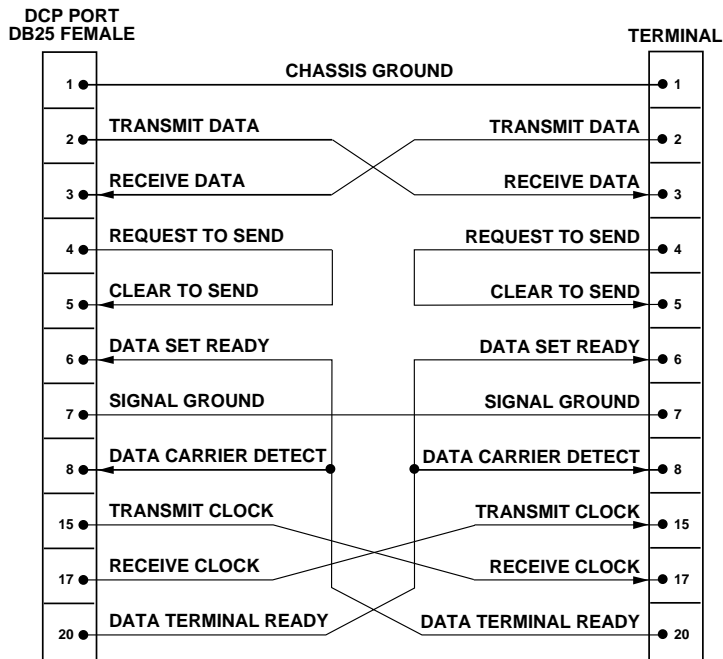 DCP PORT
DB25 FEMALE
TERMINAL
1 CHASSIS GROUND 1
2 TRANSMIT DATA TRANSMIT DATA 2
3 RECEIVE DATA RECEIVE DATA 3
4 REQUEST TO SEND REQUEST TO SEND 4
5 CLEAR TO SEND CLEAR TO SEND 5
6 DATA SET READY DATA SET READY 6
7 SIGNAL GROUND SIGNAL GROUND 7
8 DATA CARRIER DETECT DATA CARRIER DETECT 8
15 TRANSMIT CLOCK TRANSMIT CLOCK 15
17 RECEIVE CLOCK RECEIVE CLOCK 17
20 DATA TERMINAL READY DATA TERMINAL READY 20